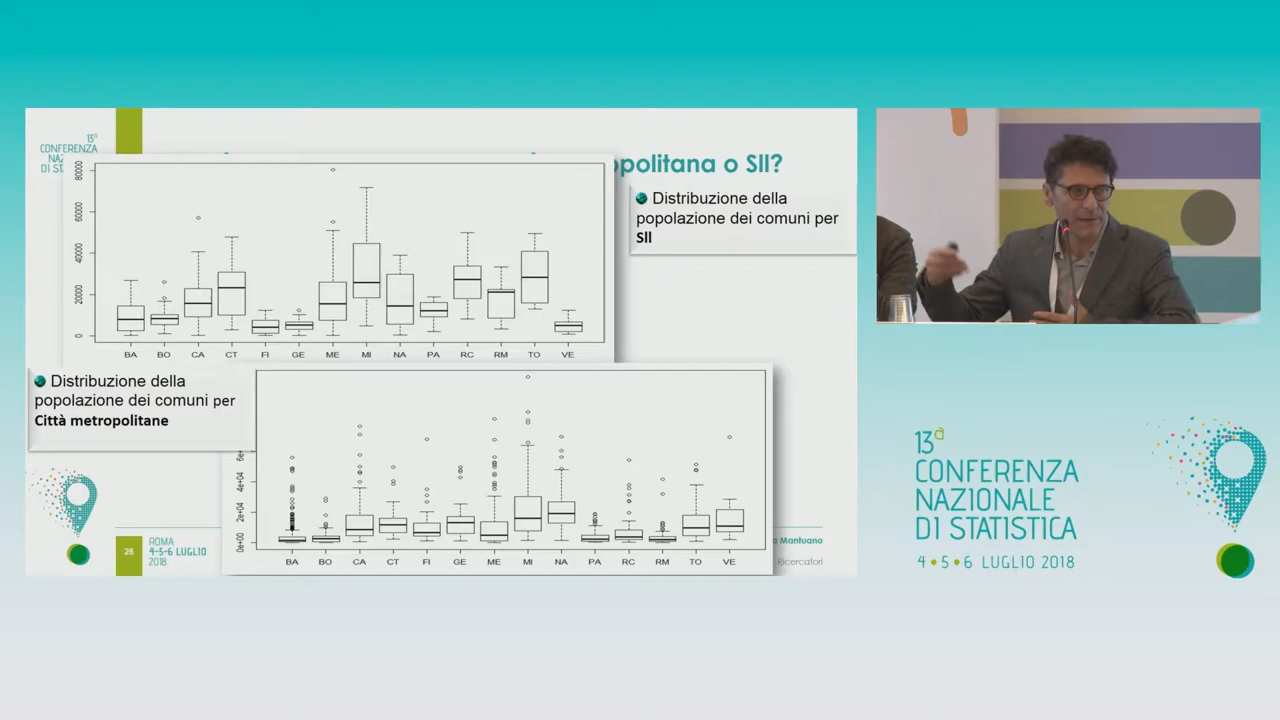 13ª
CONFERENZA
NAZ
DI ST
politana o SII?
Distribuzione della
popolazione dei comuni per
SII
80000
60000
40000
20000
0
BA BO CA CT FI GE ME MI NA PA RC RM TO VE
Distribuzione della
popolazione dei comuni per
Città metropolitane
4e+04
2e+04
0e+00
BA BO CA CT FI GE ME MI NA PA RC RM TO VE
26
ROMA
4-5-6 LUGLIO
2018
Mantuano
Ricercatori
13ª
CONFERENZA
NAZIONALE
DI STATISTICA
4 • 5 • 6 LUGLIO 2018